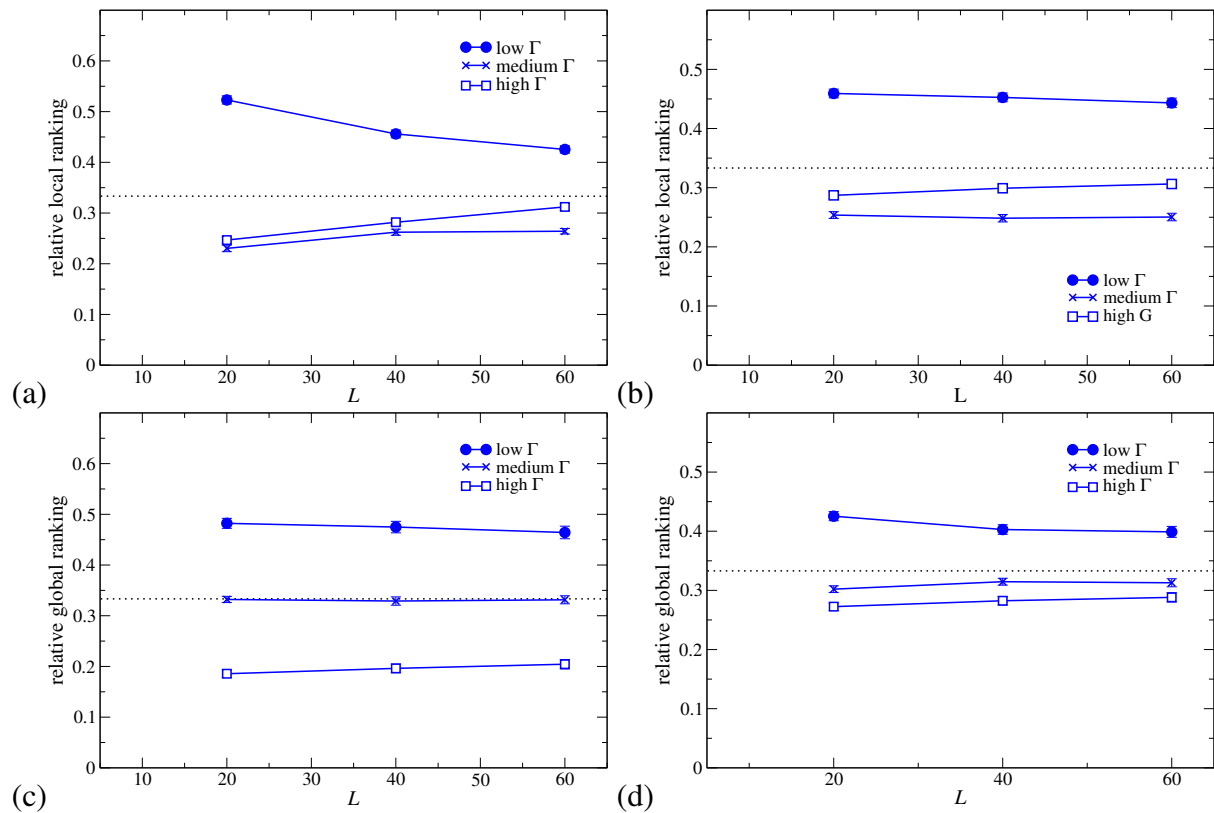 0.6
0.5
0.4
0.3
0.2
0.1
0
relative local ranking
low Γ
medium Γ
high Γ
10 20 30 40 50 60
L
(a)
0.5
0.4
0.3
0.2
0.1
0
relative local ranking
low Γ
medium Γ
high G
10 20 30 40 50 60
L
(b)
0.6
0.5
0.4
0.3
0.2
0.1
0
relative global ranking
low Γ
medium Γ
high Γ
10 20 30 40 50 60
L
(c)
0.5
0.4
0.3
0.2
0.1
0
relative global ranking
low Γ
medium Γ
high Γ
10 20 30 40 50 60
L
(d)